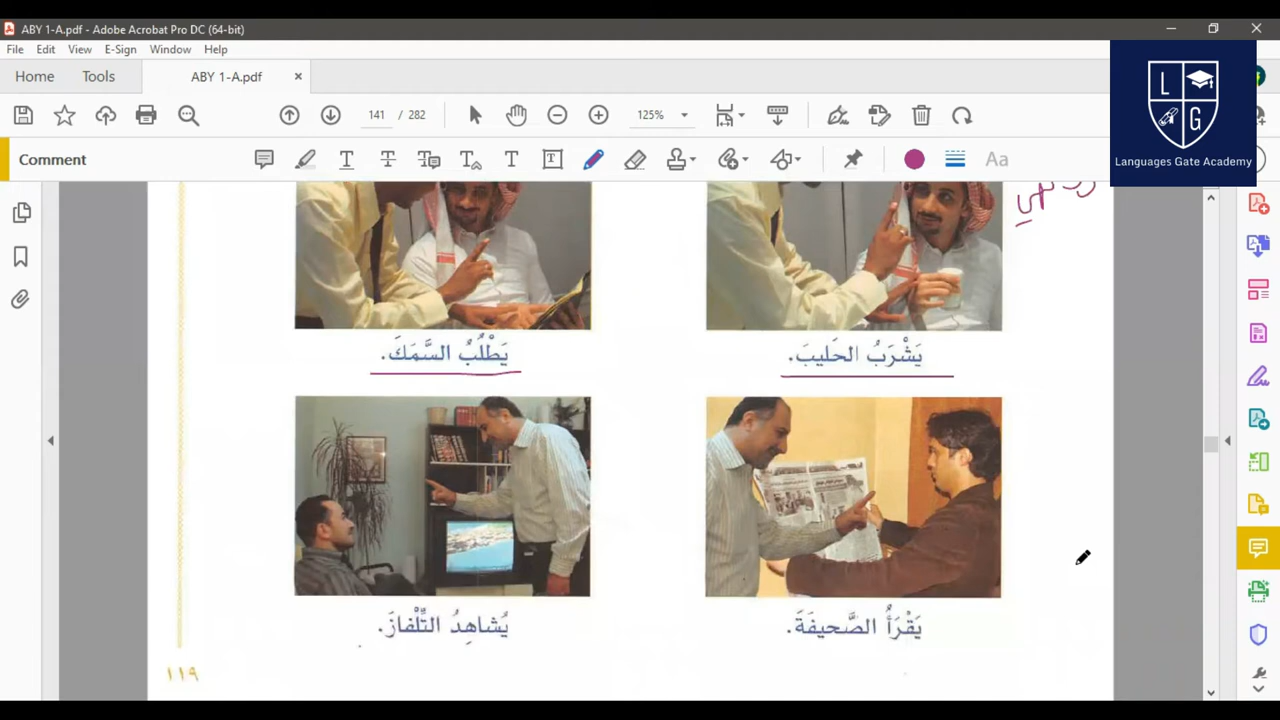 ABY 1-A.pdf - Adobe Acrobat Pro DC (64-bit)
File Edit View E-Sign Window Help
Home Tools ABY 1-A.pdf ×
141 / 282 125%
Comment
L G
Languages Gate Academy
يَشْرَبُ الحَليبَ.
يَطْلُبُ السَّمَكَ.
يَقْرَأُ الصَّحيفَةَ.
يُشاهِدُ التِّلْفازَ.
١١٩